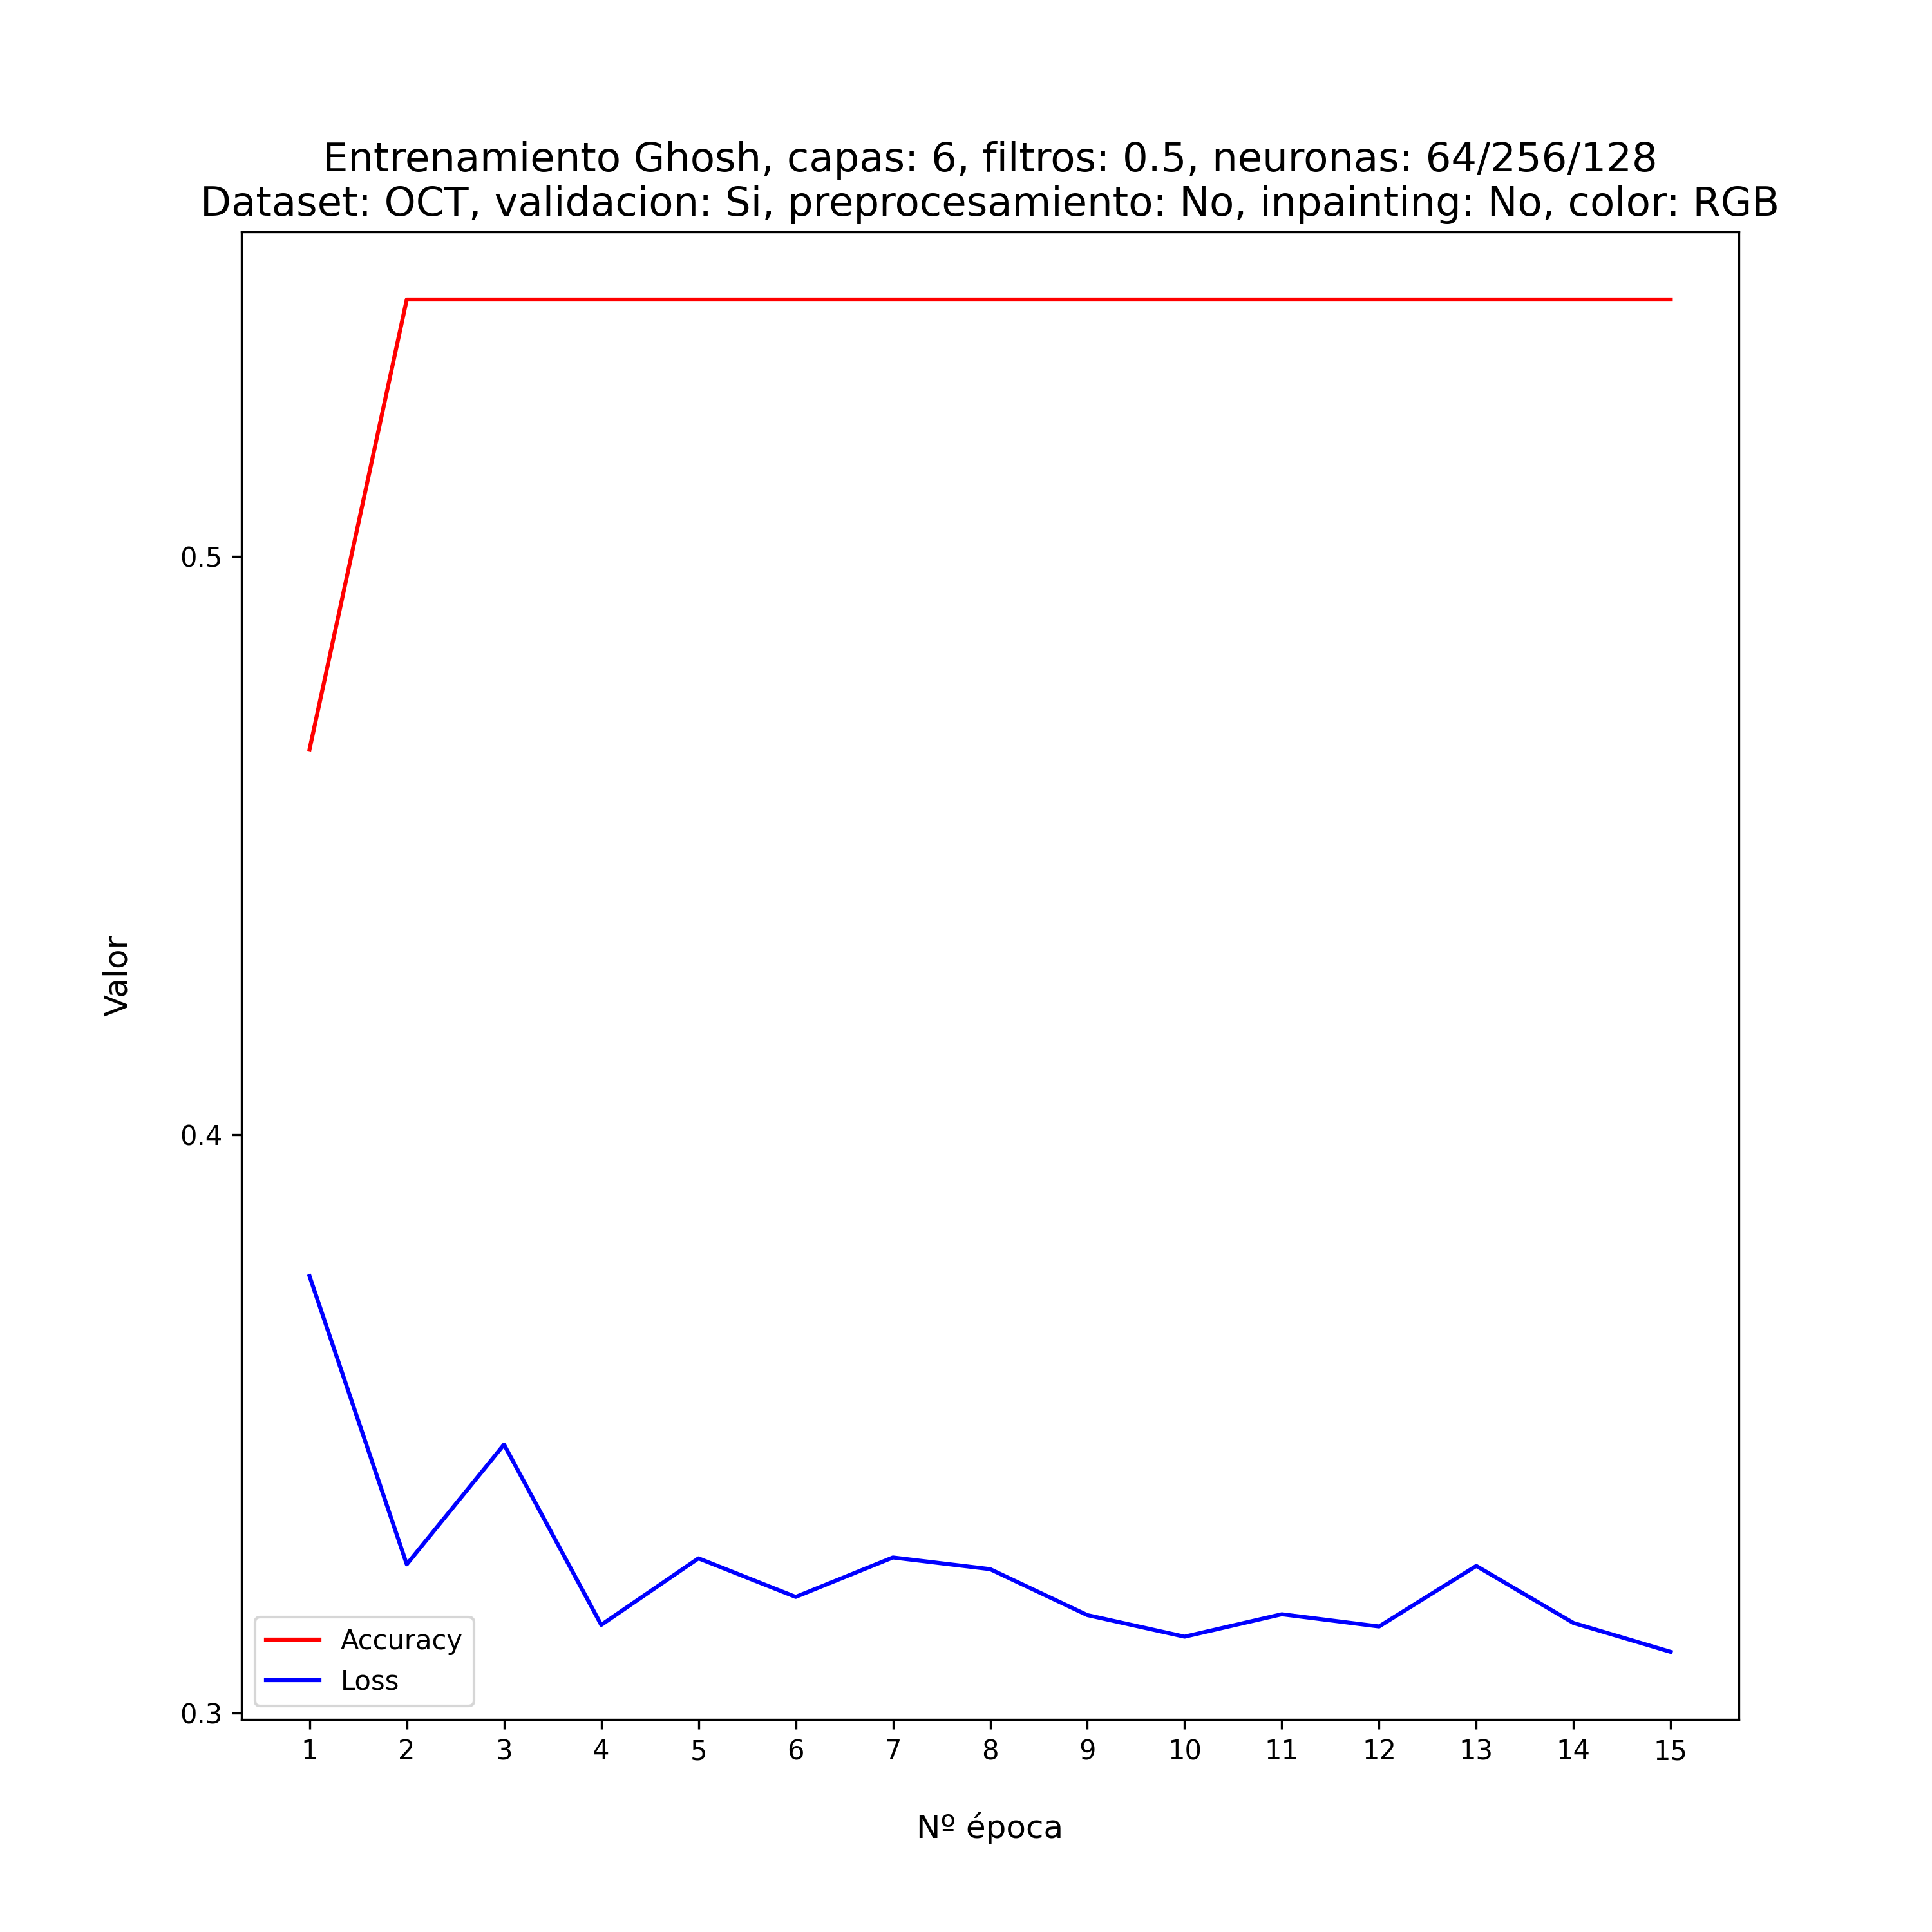 Entrenamiento Ghosh, capas: 6, filtros: 0.5, neuronas: 64/256/128
Dataset: OCT, validacion: Si, preprocesamiento: No, inpainting: No, color: RGB
0.5
0.4
0.3
Valor
Accuracy
Loss
1 2 3 4 5 6 7 8 9 10 11 12 13 14 15
Nº época